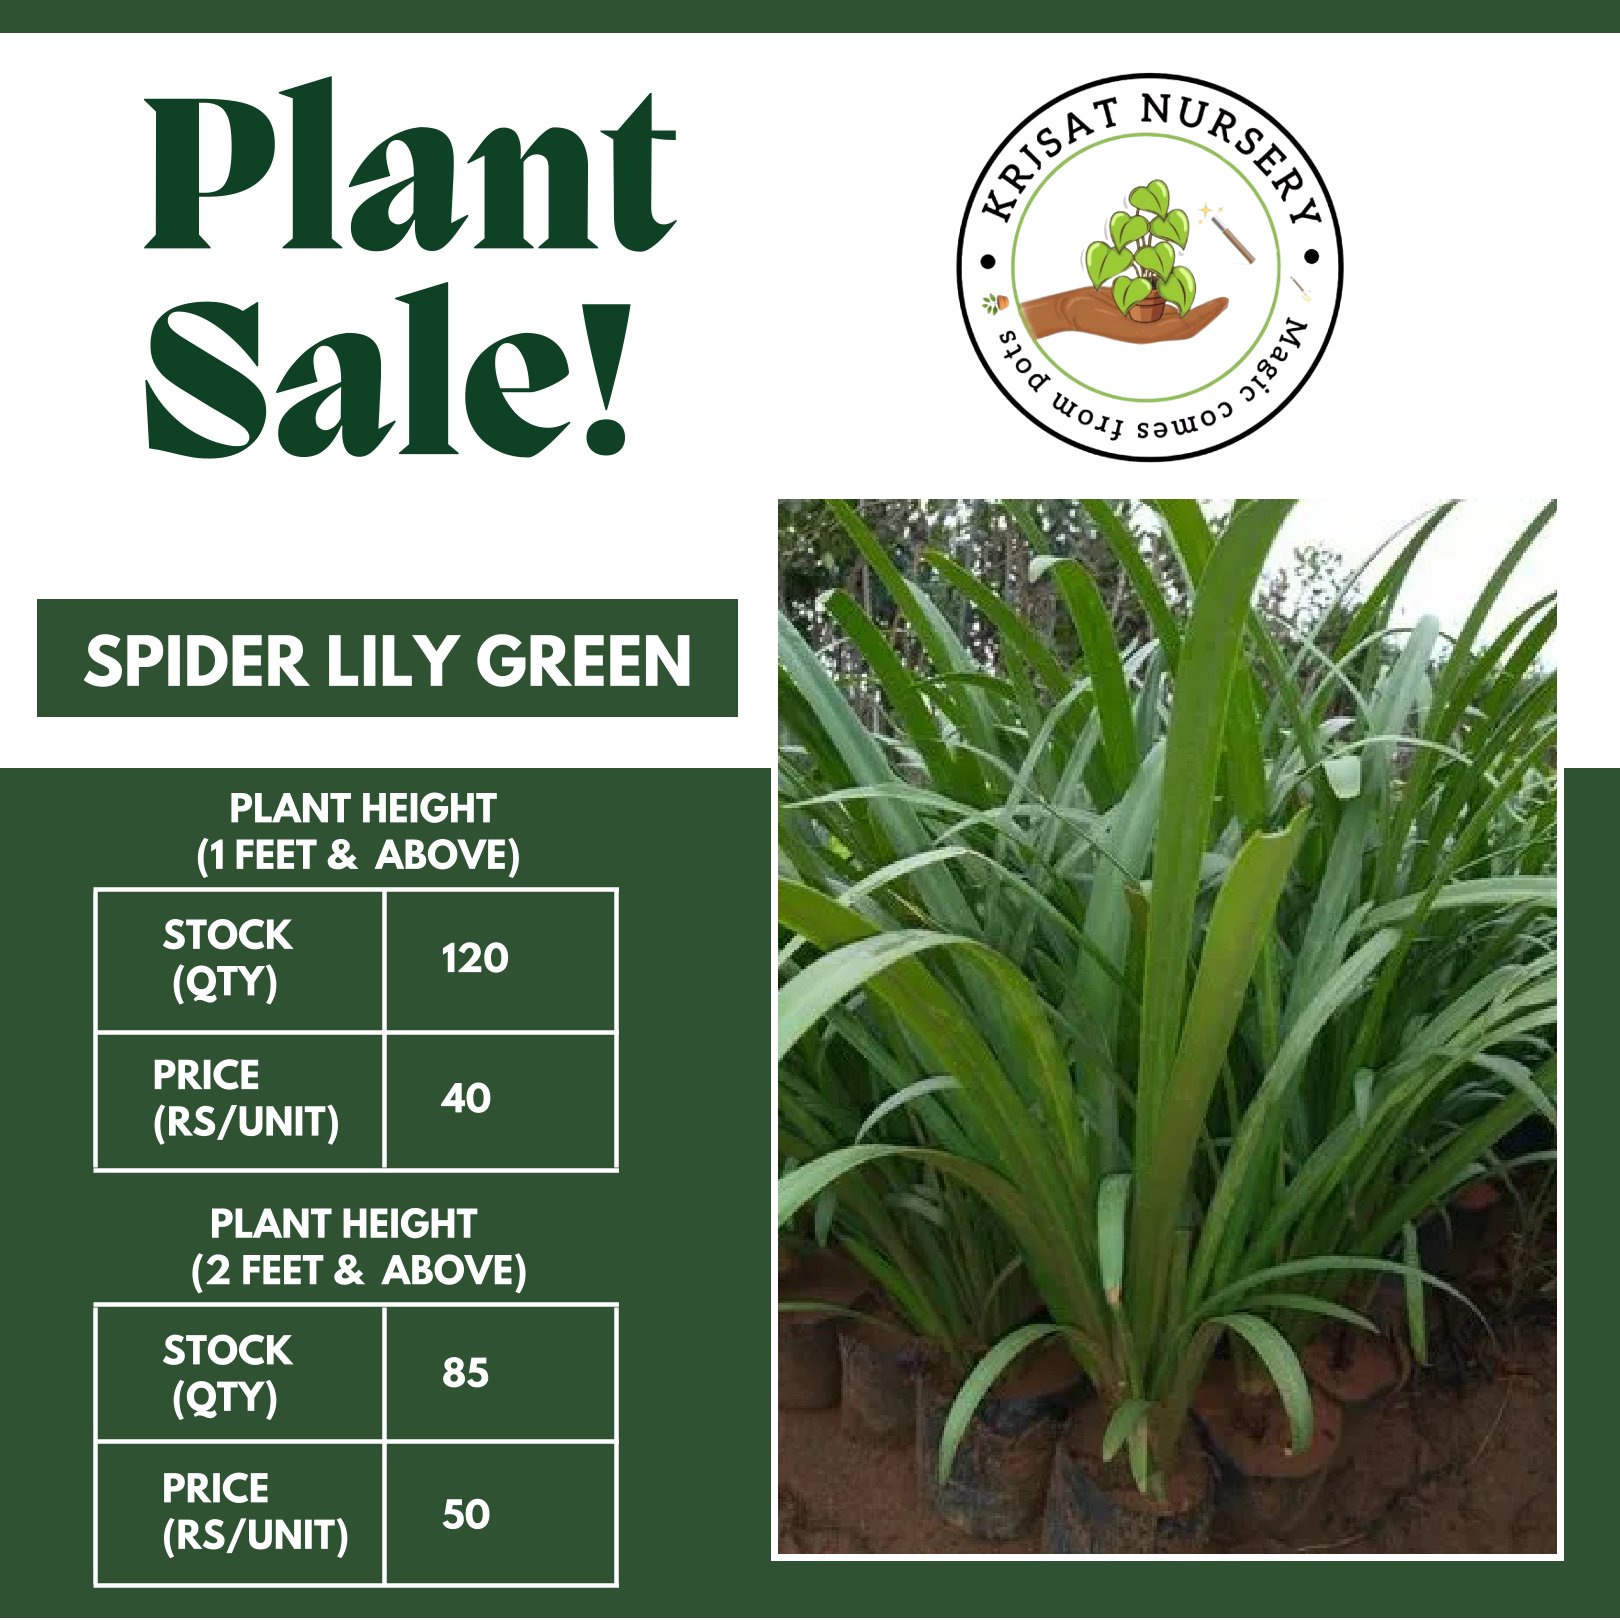 Plant
Sale!
KRJSAT NURSERY
Magic comes from pots
SPIDER LILY GREEN
PLANT HEIGHT
(1 FEET & ABOVE)
STOCK
(QTY)
120
PRICE
(RS/UNIT)
40
PLANT HEIGHT
(2 FEET & ABOVE)
STOCK
(QTY)
85
PRICE
(RS/UNIT)
50